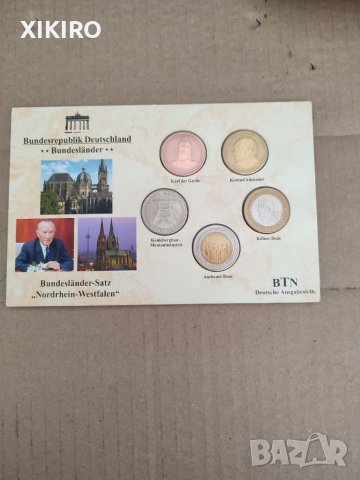 XIKIRO
Bundesrepublik Deutschland
** Bundesländer **
Karl der Große
Konrad Adenauer
Kohlebergbau -
Kölner Dom
Aachener Dom
Bundesländer-Satz
„Nordrhein-Westfalen“
BTN
Deutsche Ausgabestelle
BAZAR